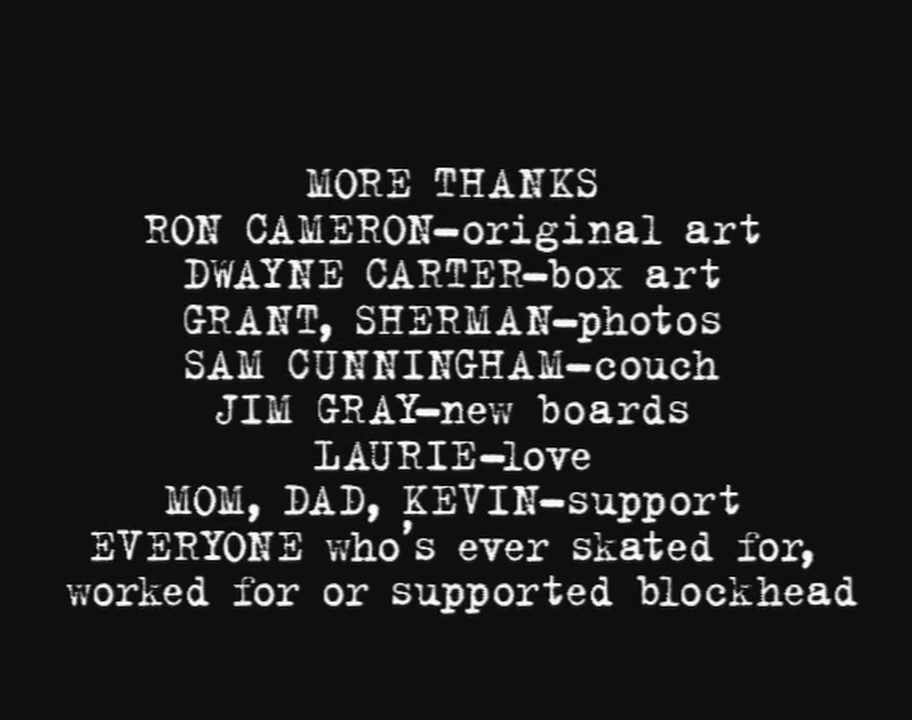 MORE THANKS
RON CAMERON-original art
DWAYNE CARTER-box art
GRANT, SHERMAN-photos
SAM CUNNINGHAM-couch
JIM GRAY-new boards
LAURIE-love
MOM, DAD, KEVIN-support
EVERYONE who's ever skated for,
worked for or supported blockhead